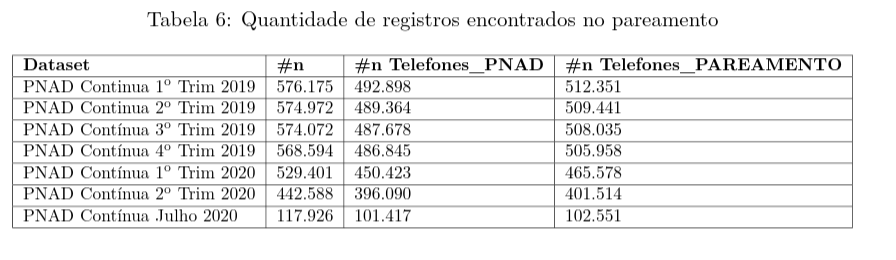 Tabela 6: Quantidade de registros encontrados no pareamento
Dataset #n #n Telefones_PNAD #n Telefones_PAREAMENTO
PNAD Continua 1º Trim 2019 576.175 492.898 512.351
PNAD Continua 2º Trim 2019 574.972 489.364 509.441
PNAD Contínua 3º Trim 2019 574.072 487.678 508.035
PNAD Contínua 4º Trim 2019 568.594 486.845 505.958
PNAD Contínua 1º Trim 2020 529.401 450.423 465.578
PNAD Contínua 2º Trim 2020 442.588 396.090 401.514
PNAD Contínua Julho 2020 117.926 101.417 102.551